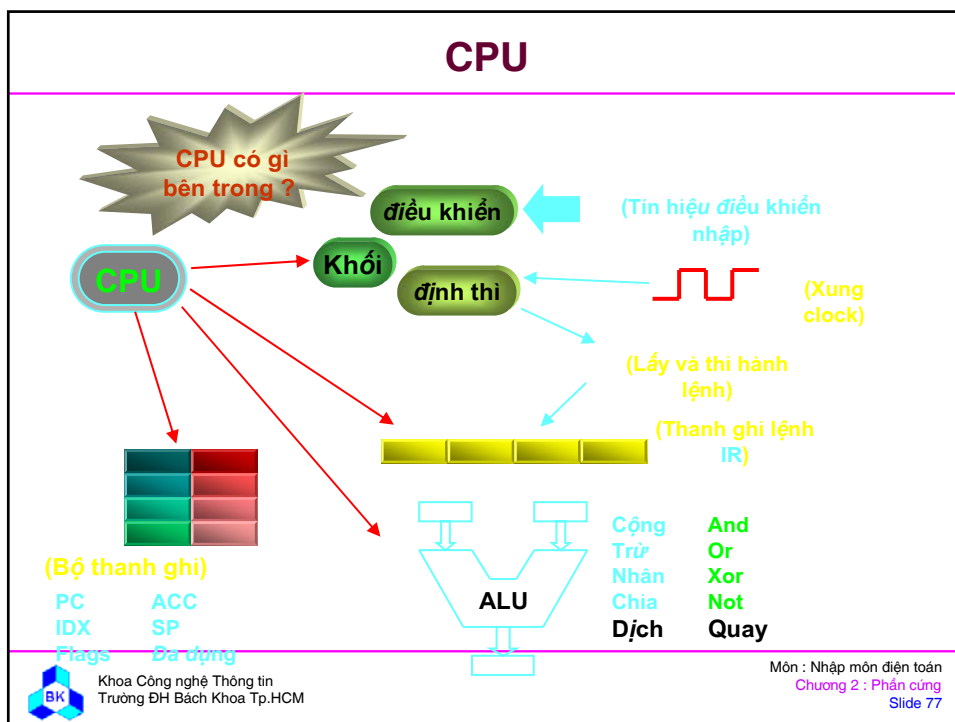 CPU
CPU có gì
bên trong ?
điều khiển
(Tin hiệu điều khiển
nhập)
Khối
CPU
định thì
(Xung
clock)
(Lấy và thi hành
lệnh)
(Thanh ghi lệnh
IR)
(Bộ thanh ghi)
PC ACC
IDX SP
Flags Đa dụng
ALU
Cộng And
Trừ Or
Nhân Xor
Chia Not
Dịch Quay
BK
Khoa Công nghệ Thông tin
Trường ĐH Bách Khoa Tp.HCM
Môn : Nhập môn điện toán
Chương 2 : Phần cứng
Slide 77